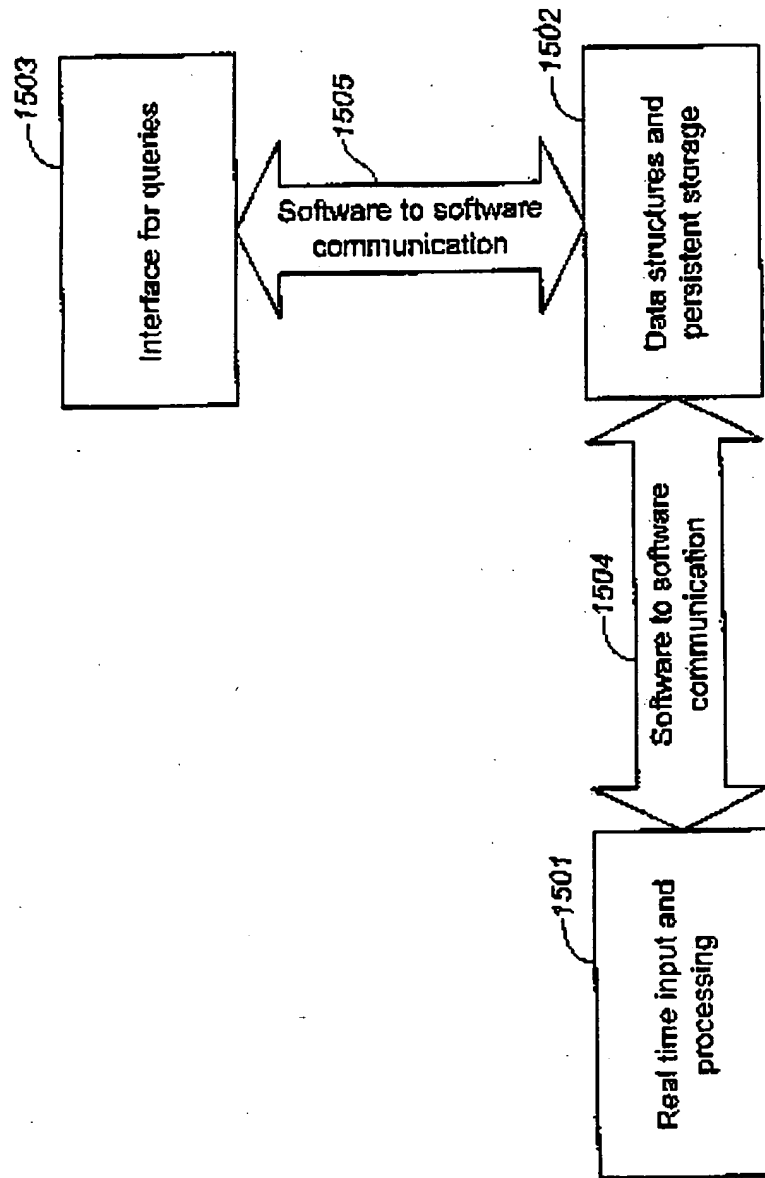 1503
Interface for queries
1505
Software to software
communication
1502
Data structures and
persistent storage
1504
Software to software
communication
1501
Real time input and
processing